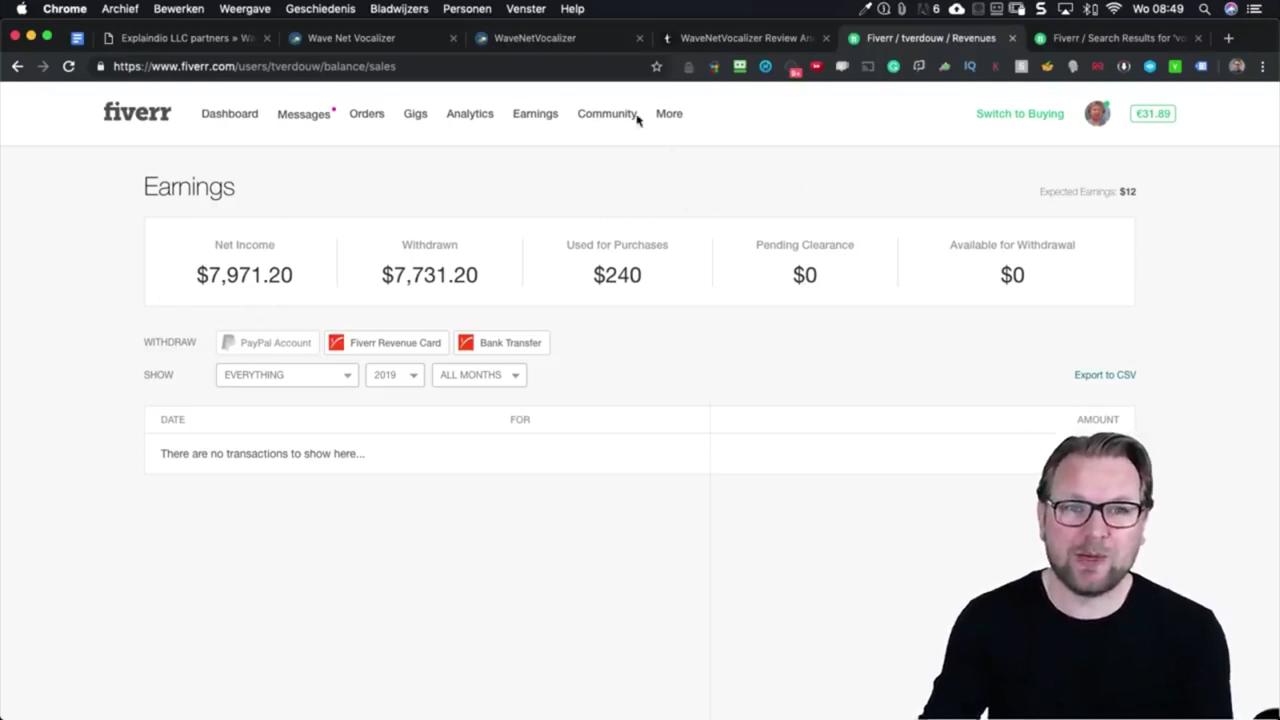 Chrome Archief Bewerken Weergave Geschiedenis Bladwijzers Personen Venster Help 6 Wo 08:49
Explaindio LLC partners » Wa Wave Net Vocalizer WaveNetVocalizer WaveNetVocalizer Review An Fiverr / tverdouw / Revenues Fiverr / Search Results for 'vo
https://www.fiverr.com/users/tverdouw/balance/sales
fiverr Dashboard Messages Orders Gigs Analytics Earnings Community More Switch to Buying €31.89
Earnings Expected Earnings: $12
Net Income Withdrawn Used for Purchases Pending Clearance Available for Withdrawal
$7,971.20 $7,731.20 $240 $0 $0
WITHDRAW PayPal Account Fiverr Revenue Card Bank Transfer
SHOW EVERYTHING 2019 ALL MONTHS Export to CSV
DATE FOR AMOUNT
There are no transactions to show here...